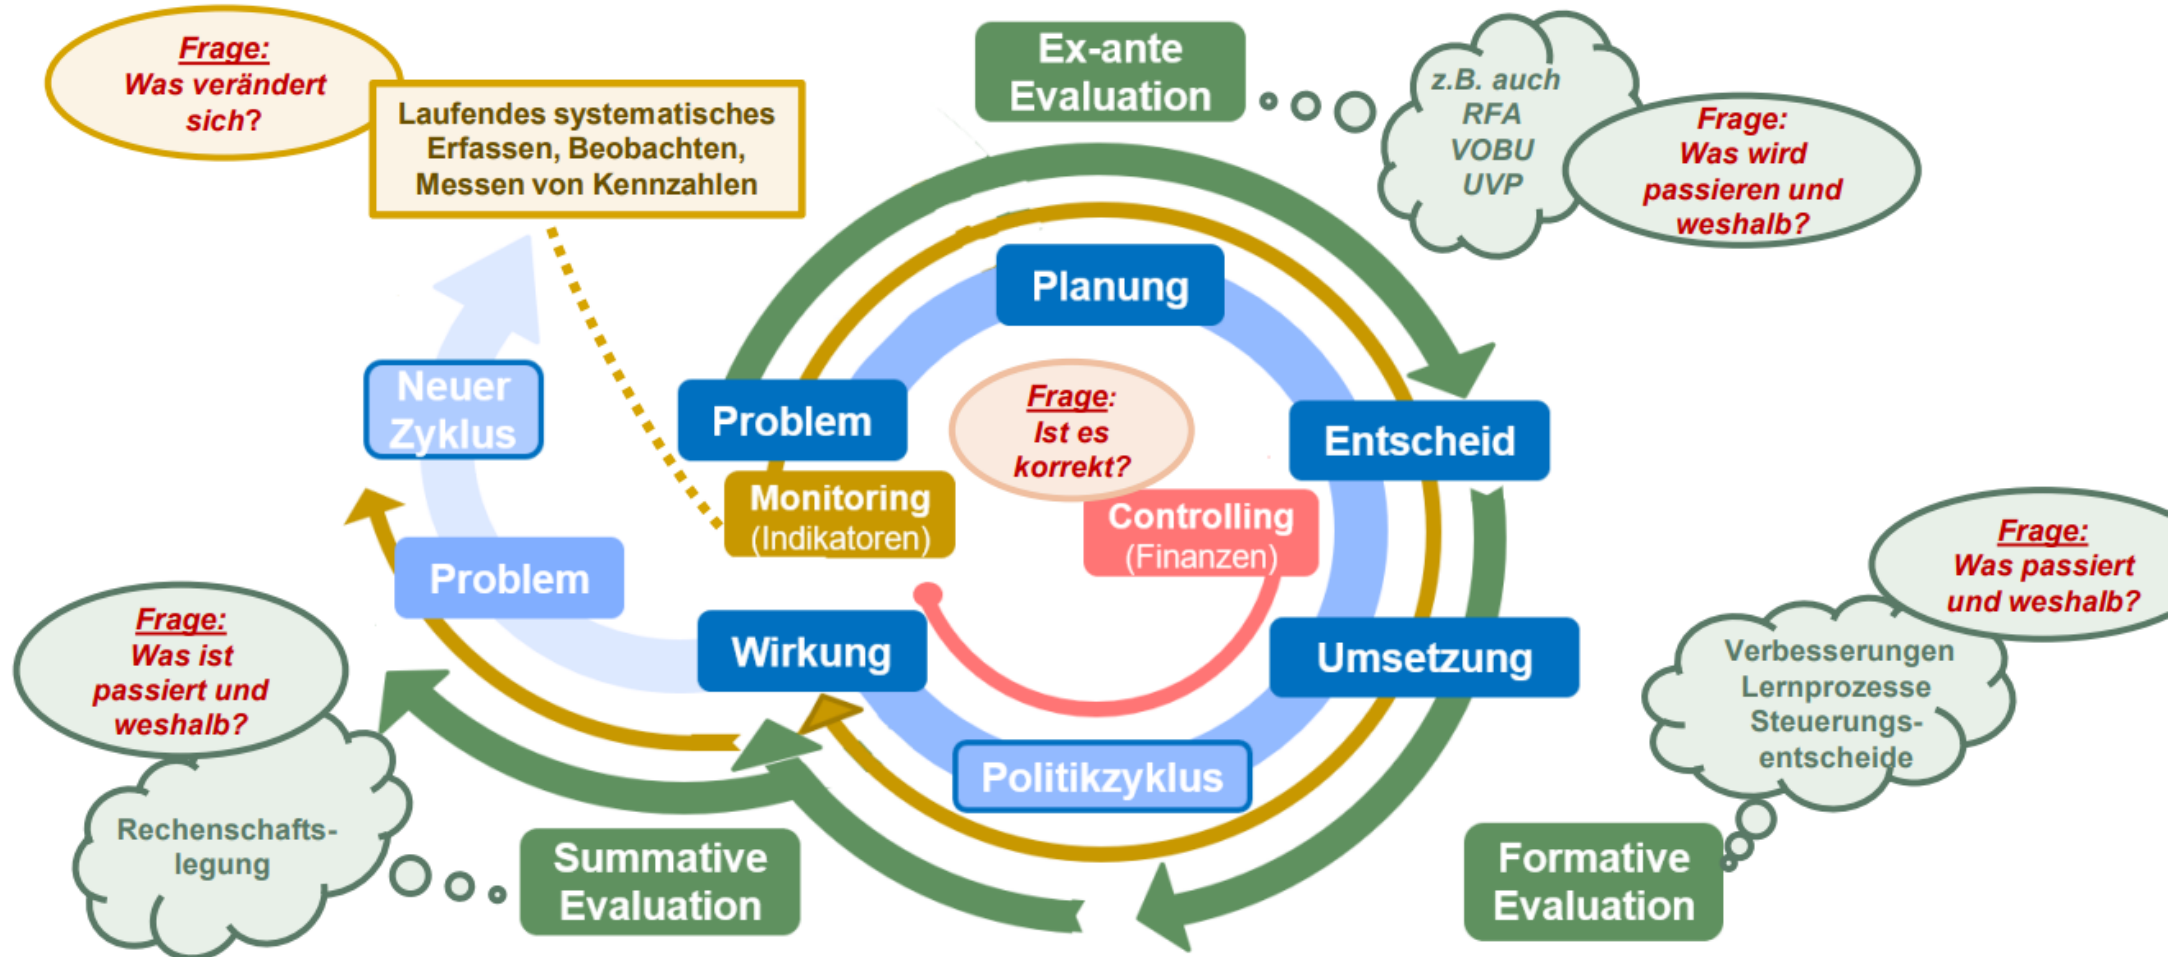 Frage:
Was verändert
sich?
Laufendes systematisches
Erfassen, Beobachten,
Messen von Kennzahlen
Ex-ante
Evaluation
z.B. auch
RFA
VOBU
UVP
Frage:
Was wird
passieren und
weshalb?
Planung
Neuer
Zyklus
Problem
Frage:
Ist es
korrekt?
Entscheid
Monitoring
(Indikatoren)
Controlling
(Finanzen)
Frage:
Was passiert
und weshalb?
Problem
Wirkung
Umsetzung
Verbesserungen
Lernprozesse
Steuerungs-
entscheide
Frage:
Was ist
passiert und
weshalb?
Politikzyklus
Rechenschafts-
legung
Summative
Evaluation
Formative
Evaluation